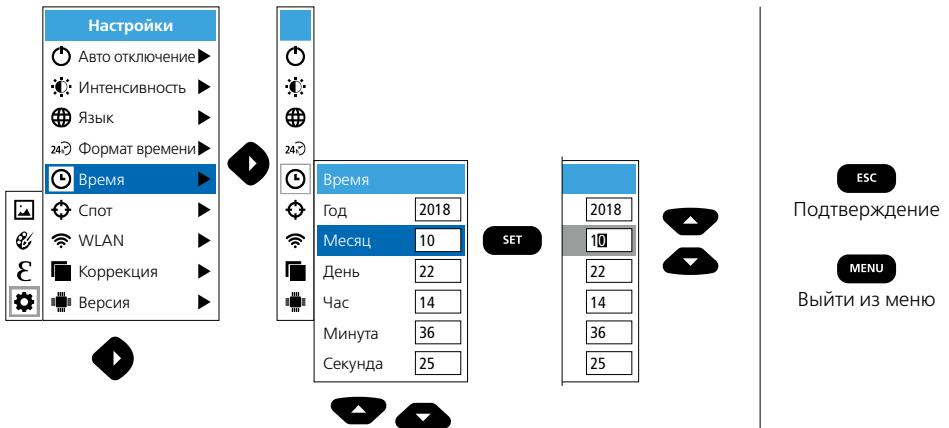 Настройки
Авто отключение
Интенсивность
Язык
24h Формат времени
Время
Спот
WLAN
Ɛ Коррекция
Версия
24h
Время
Год 2018
Месяц 10
День 22
Час 14
Минута 36
Секунда 25
SET
2018
10
22
14
36
25
ESC
Подтверждение
MENU
Выйти из меню